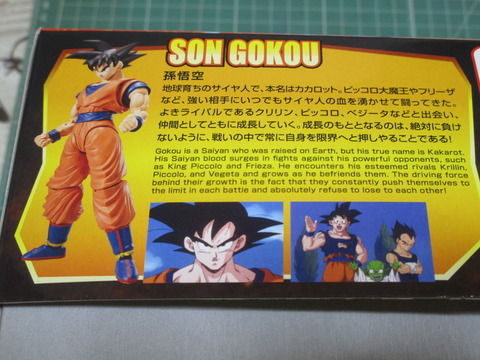 SON GOKOU
孫悟空
地球育ちのサイヤ人で、本名はカカロット。ピッコロ大魔王やフリーザ
など、強い相手にいつでもサイヤ人の血を湧かせて闘ってきた。
よきライバルであるクリリン、ピッコロ、ベジータなどと出会い、
仲間としてともに成長していく。成長のもととなるのは、絶対に負け
ないように、戦いの中で常に自身を限界へと押しやることである!
Gokou is a Saiyan who was raised on Earth, but his true name is Kakarot.
His Saiyan blood surges in fights against his powerful opponents, such
as King Piccolo and Frieza. He encounters his esteemed rivals Krillin,
Piccolo, and Vegeta and grows as he befriends them. The driving force
behind their growth is the fact that they constantly push themselves to
the limit in each battle and absolutely refuse to lose to each other!